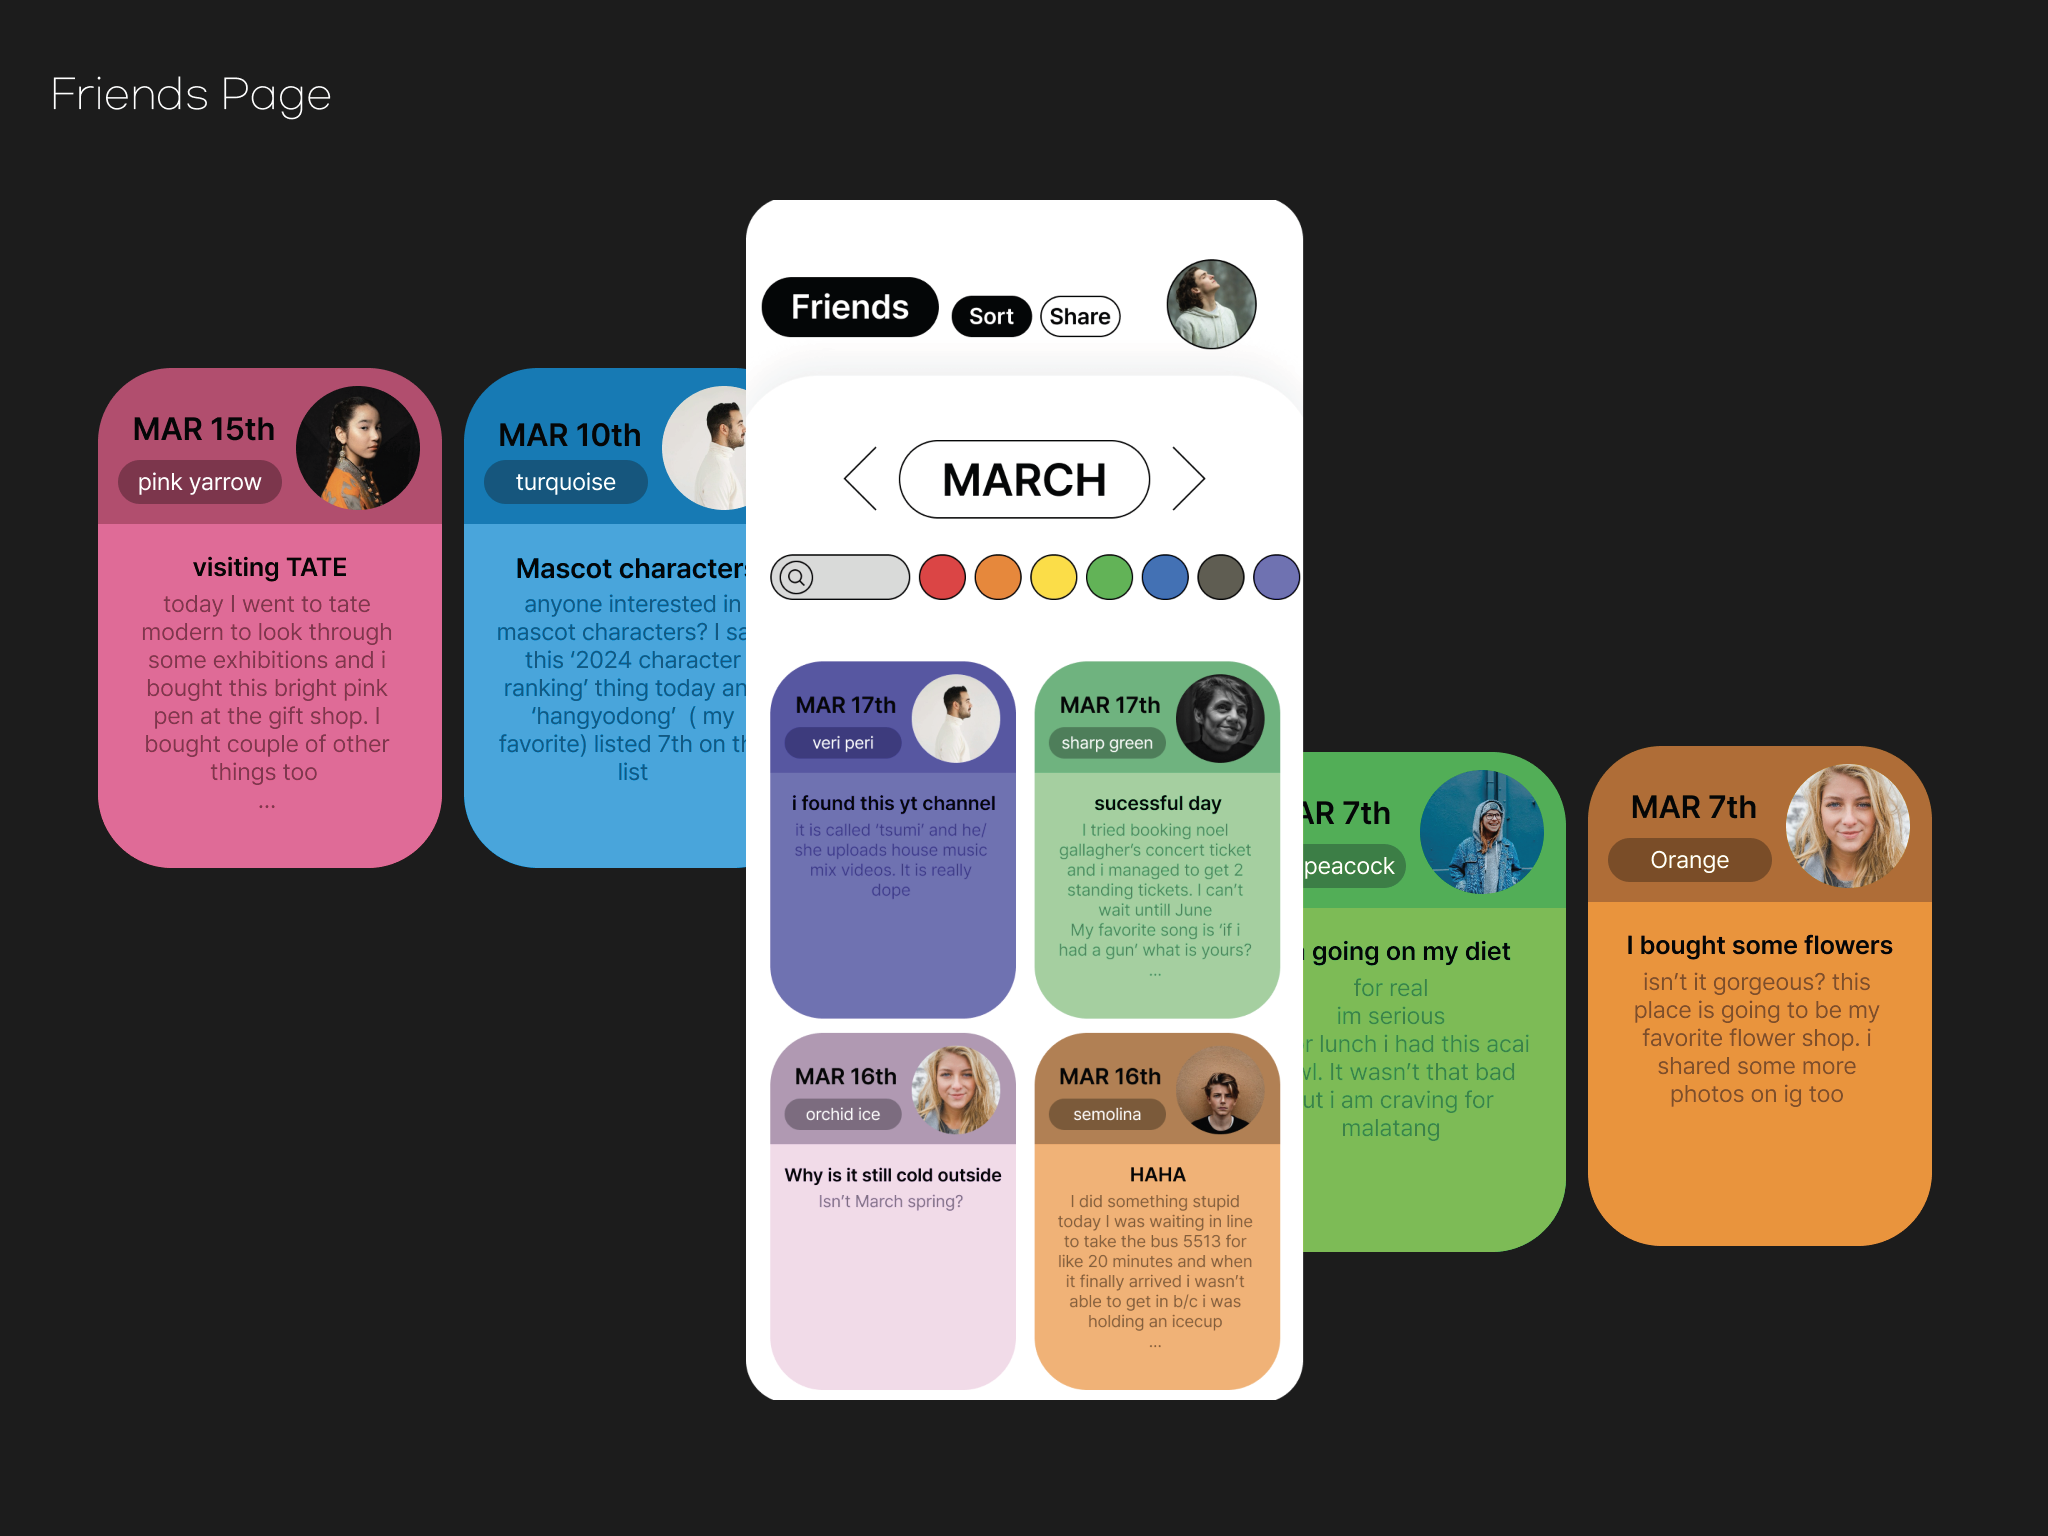 Friends Page
MAR 15th
pink yarrow
visiting TATE
today I went to tate
modern to look through
some exhibitions and i
bought this bright pink
pen at the gift shop. I
bought couple of other
things too
...
MAR 10th
turquoise
Mascot characters
anyone interested in
mascot characters? I
this ‘2024 character
ranking’ thing today
‘hangyodong’ ( my
favorite) listed 7th on
list
Friends
Sort
Share
MARCH
MAR 17th
veri peri
i found this yt channel
it is called ‘tsumi’ and he/
she uploads house music
mix videos. It is really
dope
MAR 17th
sharp green
sucessful day
I tried booking noel
gallagher’s concert ticket
and i managed to get 2
standing tickets. I can’t
wait untill June
My favorite song is ‘if i
had a gun’ what is yours?
...
MAR 16th
orchid ice
Why is it still cold outside
Isn’t March spring?
MAR 16th
semolina
HAHA
I did something stupid
today I was waiting in line
to take the bus 5513 for
like 20 minutes and when
it finally arrived i wasn’t
able to get in b/c i was
holding an icecup
...
7th
peacock
going on my diet
for real
im serious
lunch i had this acai
It wasn’t that bad
i am craving for
malatang
MAR 7th
Orange
I bought some flowers
isn’t it gorgeous? this
place is going to be my
favorite flower shop. i
shared some more
photos on ig too